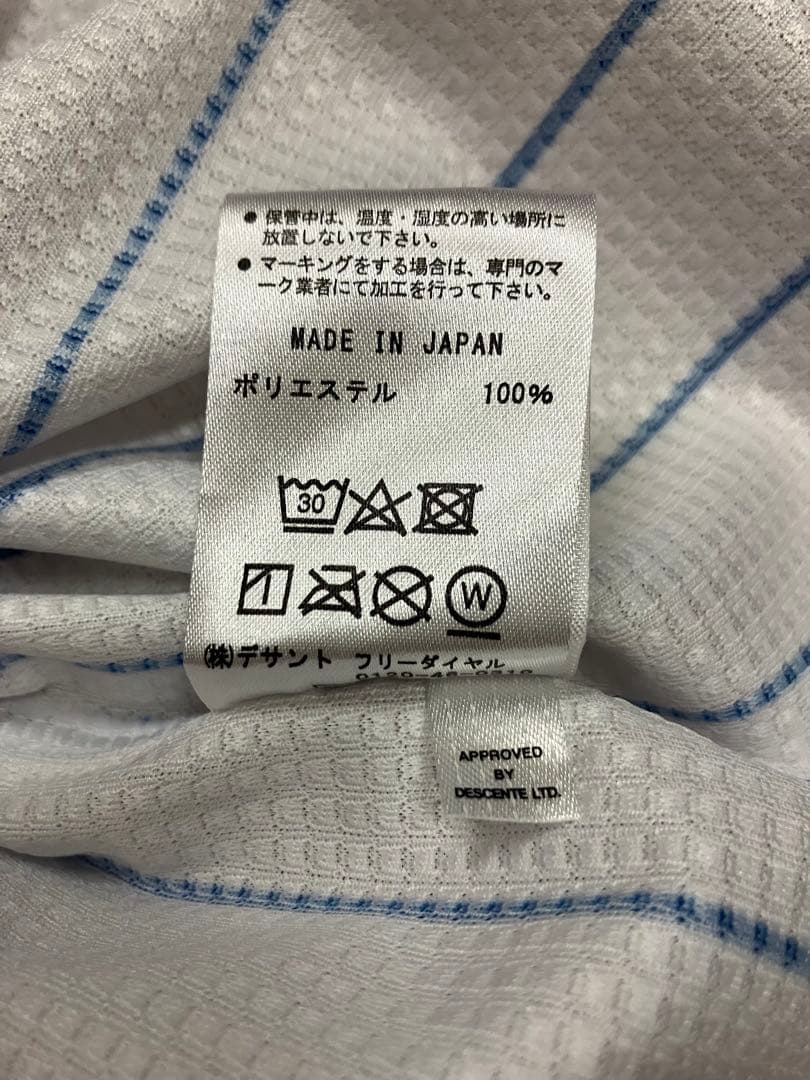 ● 保管中は、温度・湿度の高い場所に
放置しないで下さい。
● マーキングをする場合は、専門のマ
ーク業者にて加工を行って下さい。
MADE IN JAPAN
ポリエステル 100%
30
W
(株)デサント フリーダイヤル
APPROVED
BY
DESCENTE LTD.